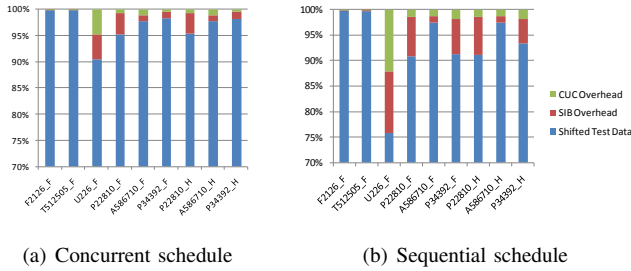 100%
95%
90%
85%
80%
75%
70%
F2126_F
T512505_F
U226_F
P22810_F
A586710_F
P34392_F
P22810_H
A586710_H
P34392_H
(a) Concurrent schedule
100%
95%
90%
85%
80%
75%
70%
F2126_F
T512505_F
U226_F
P22810_F
A586710_F
P34392_F
P22810_H
A586710_H
P34392_H
CUC Overhead
SIB Overhead
Shifted Test Data
(b) Sequential schedule